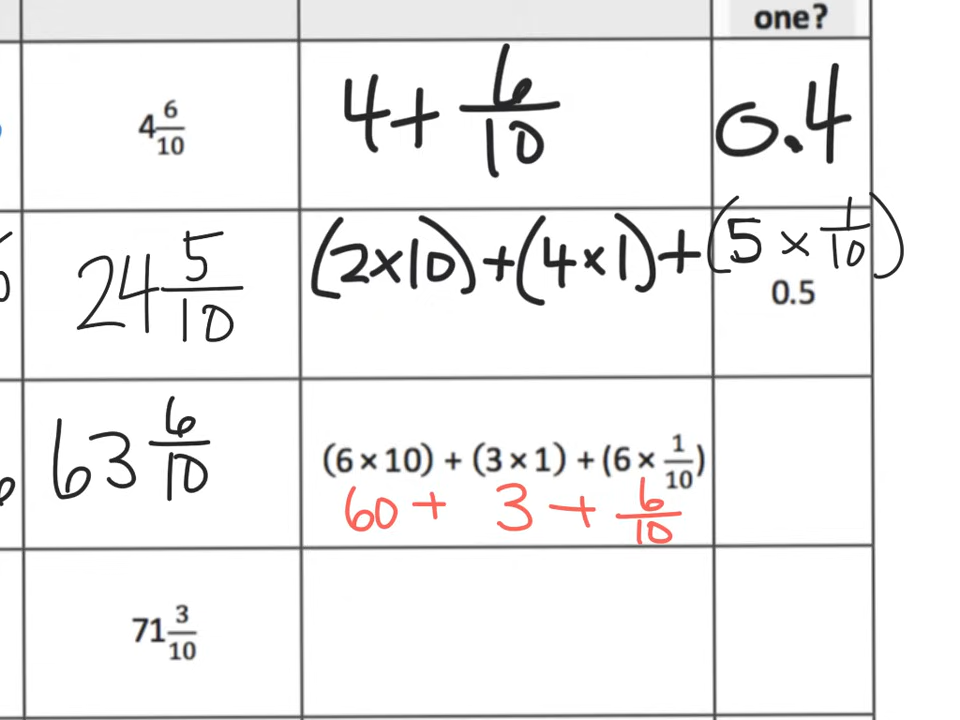 one?
4 6/10 4 + 6/10 0.4
24 5/10 (2×10)+(4×1)+(5 × 1/10)
0.5
63 6/10 (6 × 10) + (3 × 1) + (6 × 1/10)
60 + 3 + 6/10
71 3/10